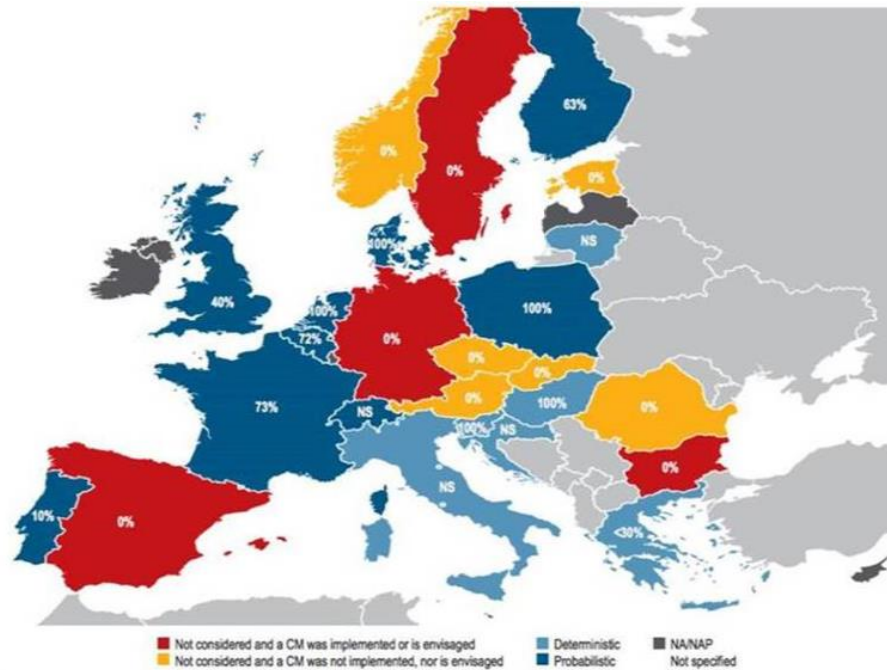 63%
0%
0%
0%
100%
NS
40%
100%
100%
72%
0%
0%
0%
73%
0%
100%
0%
NS
100%
NS
0%
NS
10%
0%
<30%
Not considered and a CM was implemented or is envisaged
Deterministic
NA/NAP
Not considered and a CM was not implemented, nor is envisaged
Probabilistic
Not specified